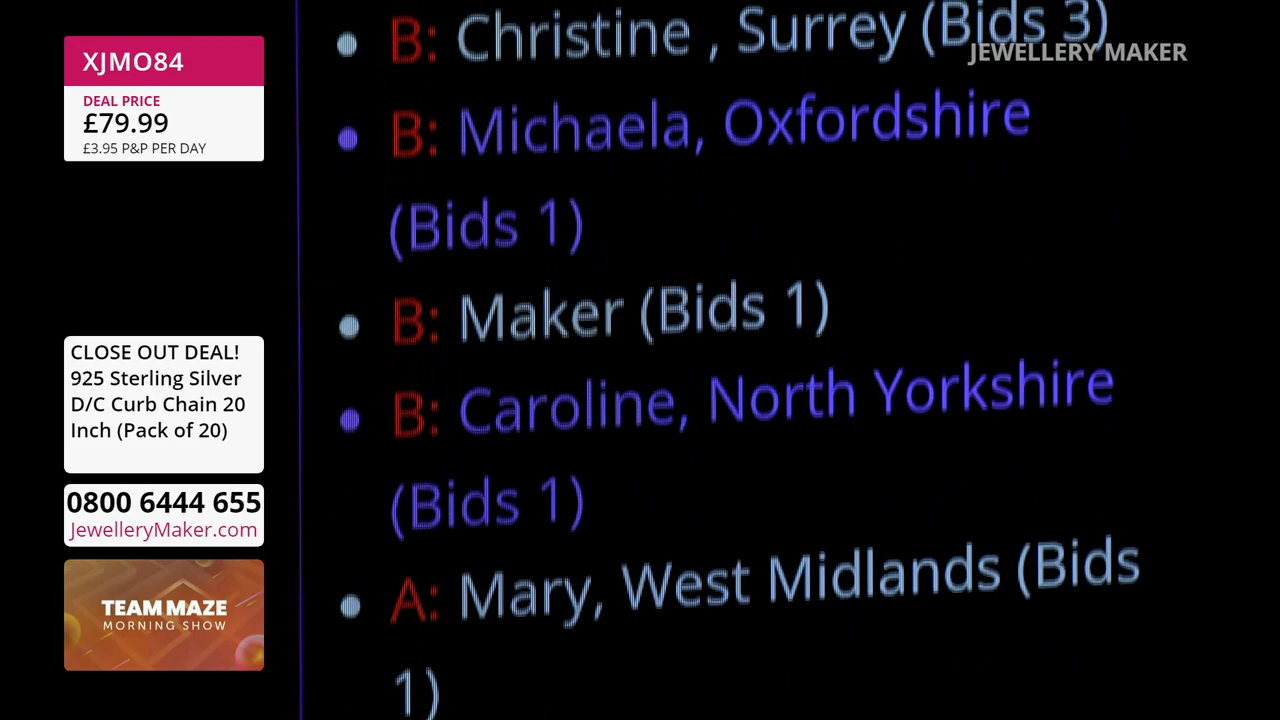 XJMO84
DEAL PRICE
£79.99
£3.95 P&P PER DAY
CLOSE OUT DEAL!
925 Sterling Silver
D/C Curb Chain 20
Inch (Pack of 20)
0800 6444 655
JewelleryMaker.com
TEAM MAZE
MORNING SHOW
JEWELLERY MAKER
• B: Christine , Surrey (Bids 3)
• B: Michaela, Oxfordshire
(Bids 1)
• B: Maker (Bids 1)
• B: Caroline, North Yorkshire
(Bids 1)
• A: Mary, West Midlands (Bids
1)